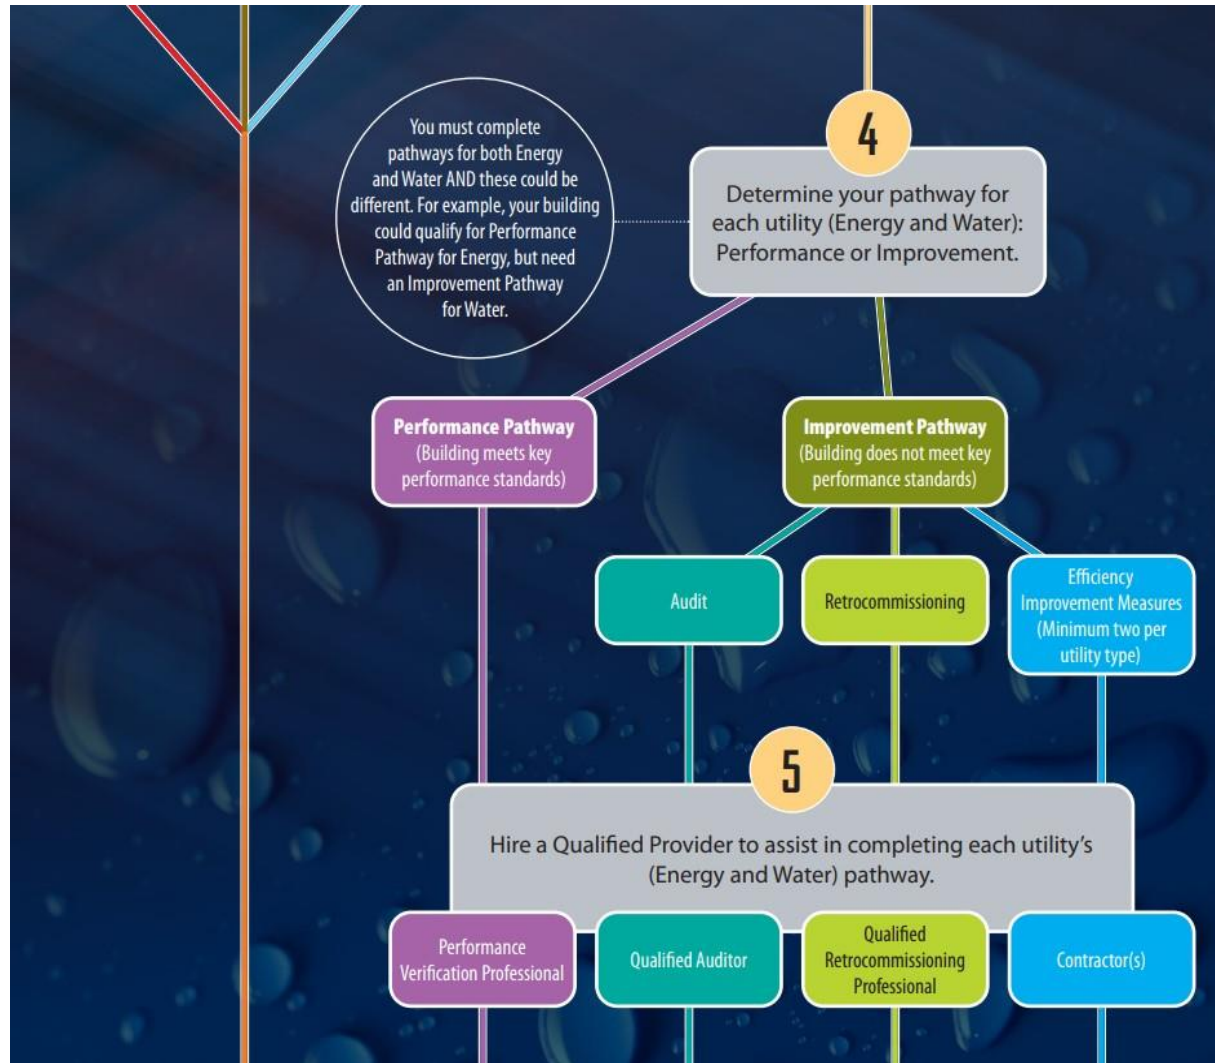 You must complete
pathways for both Energy
and Water AND these could be
different. For example, your building
could qualify for Performance
Pathway for Energy, but need
an Improvement Pathway
for Water.
4
Determine your pathway for
each utility (Energy and Water):
Performance or Improvement.
Performance Pathway
(Building meets key
performance standards)
Improvement Pathway
(Building does not meet key
performance standards)
Audit
Retrocommissioning
Efficiency
Improvement Measures
(Minimum two per
utility type)
5
Hire a Qualified Provider to assist in completing each utility’s
(Energy and Water) pathway.
Performance
Verification Professional
Qualified Auditor
Qualified
Retrocommissioning
Professional
Contractor(s)